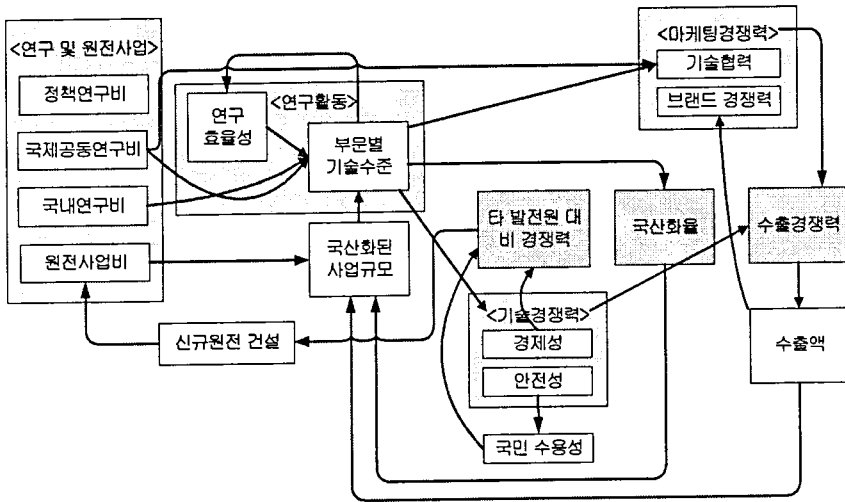 <연구 및 원전사업>
정책연구비
국제공동연구비
국내연구비
원전사업비
<연구활동>
연구
효율성
부문별
기술수준
국산화된
사업규모
신규원전 건설
타 발전원 대
비 경쟁력
<기술경쟁력>
경제성
안전성
국민 수용성
국산화율
<마케팅경쟁력>
기술협력
브랜드 경쟁력
수출경쟁력
수출액